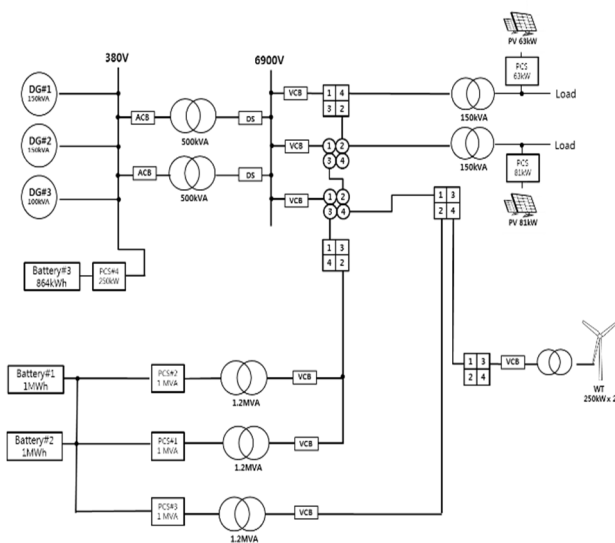 380V
6900V
PV 63kW
PCS
63kW
DG#1
150kVA
VCB
1 4
3 2
Load
ACB
500kVA
DS
150kVA
DG#2
150kVA
VCB
1 2
3 4
Load
ACB
500kVA
DS
150kVA
PCS
81kW
PV 81kW
DG#3
100kVA
VCB
1 2
3 4
1 3
2 4
1 3
4 2
Battery#3
864kWh
PCS#4
250kW
1 3
2 4
VCB
WT
250kW x 2
Battery#1
1MWh
PCS#2
1 MVA
1.2MVA
VCB
Battery#2
1MWh
PCS#1
1 MVA
1.2MVA
VCB
PCS#3
1 MVA
1.2MVA
VCB